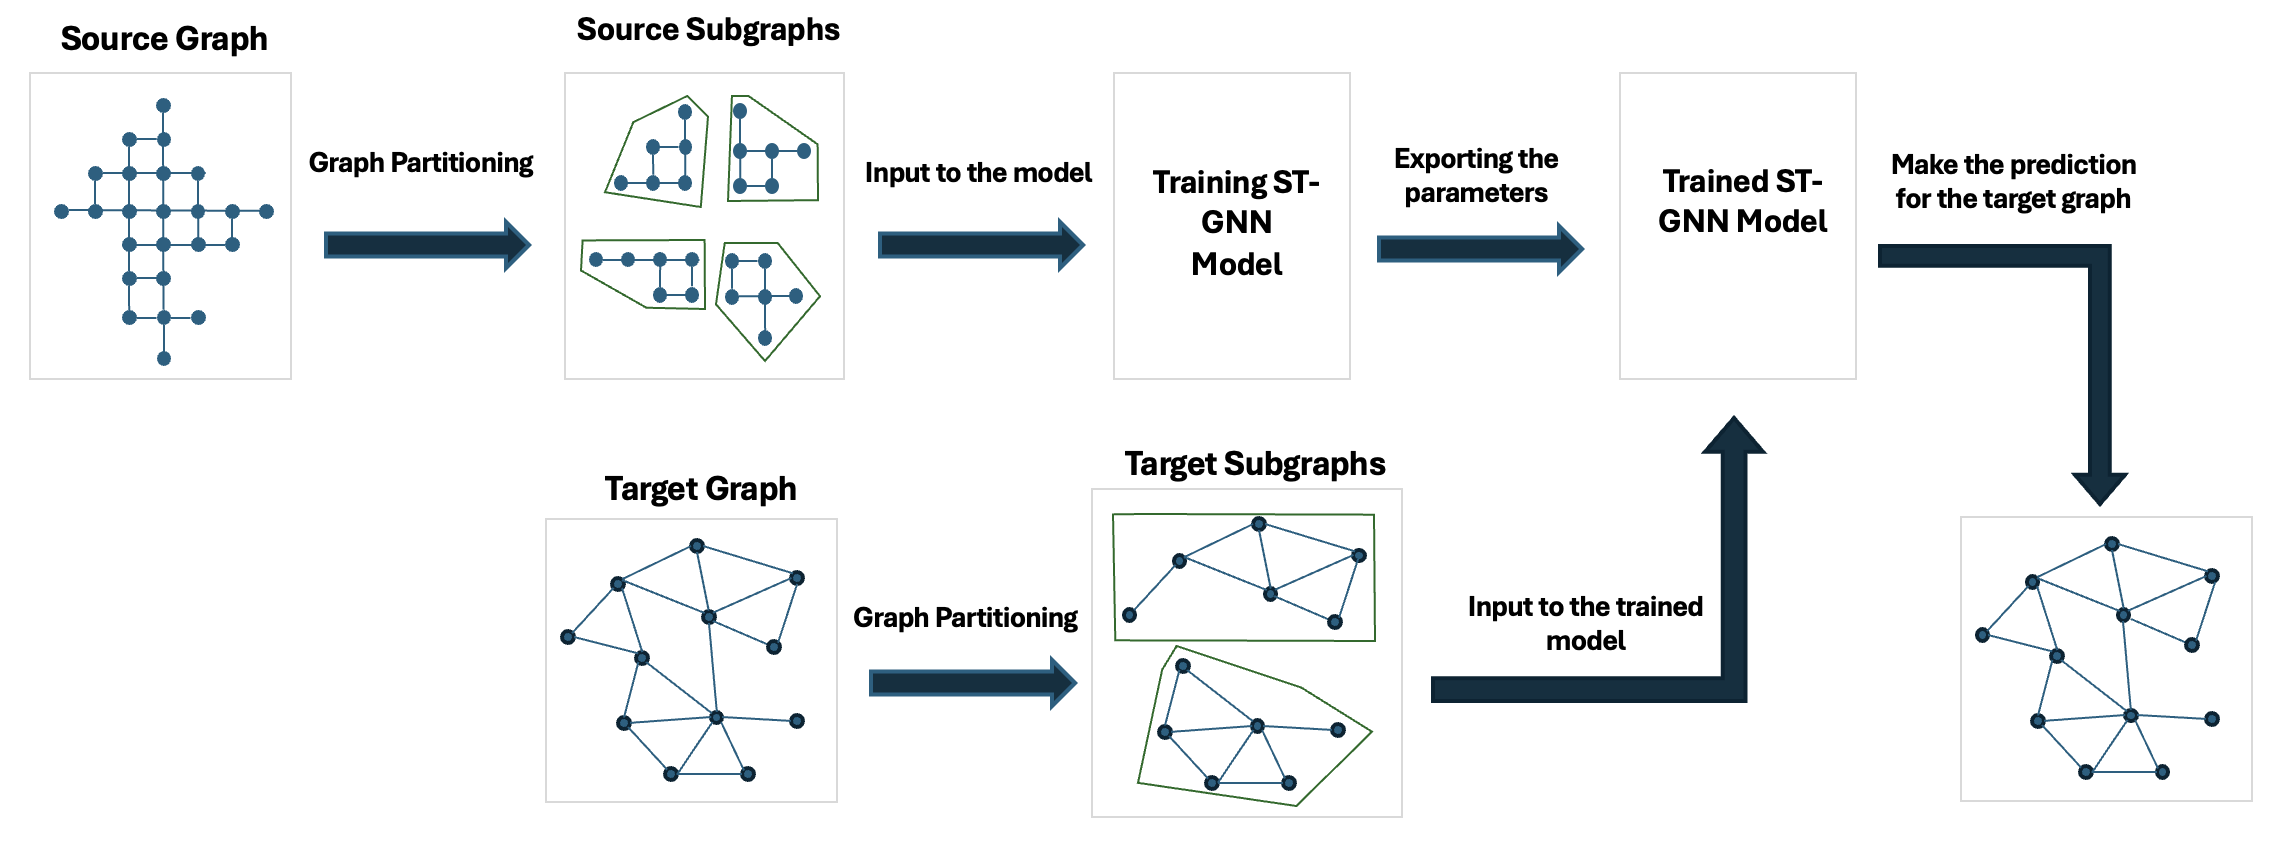 Source Graph
Source Subgraphs
Graph Partitioning
Input to the model
Training ST-
GNN
Model
Exporting the
parameters
Trained ST-
GNN Model
Make the prediction
for the target graph
Target Graph
Graph Partitioning
Target Subgraphs
Input to the trained
model